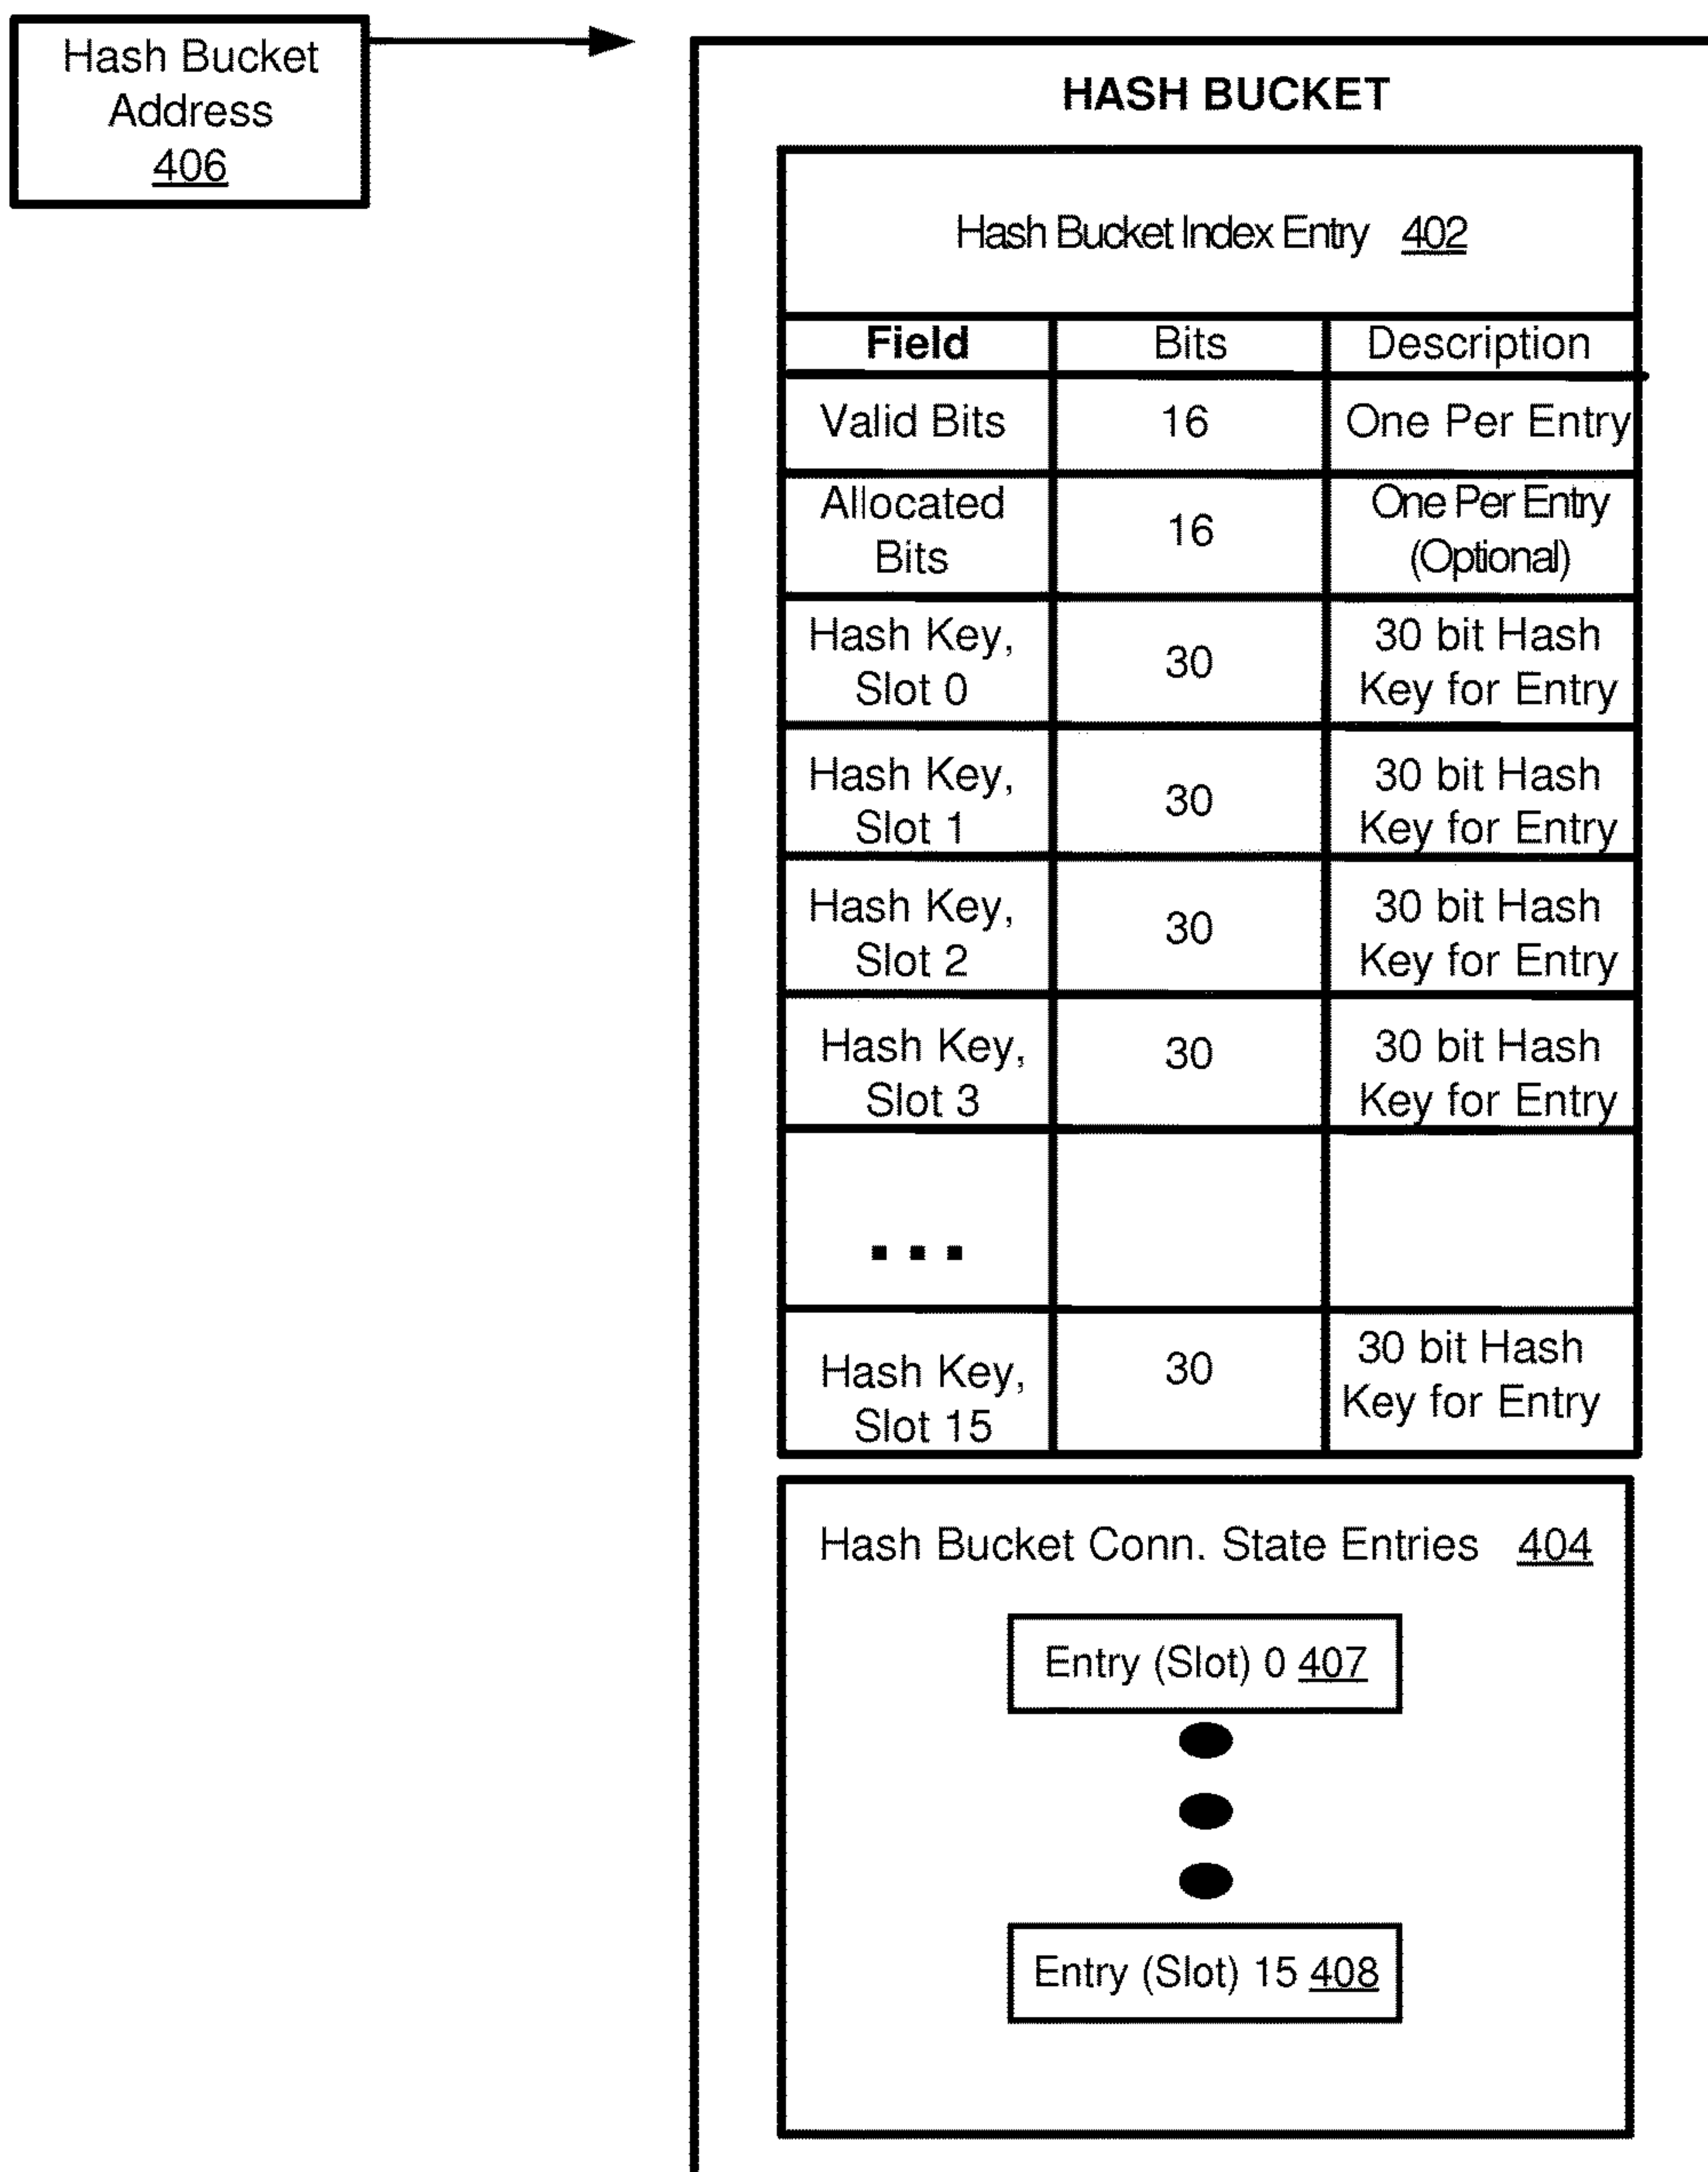 Hash Bucket
Address
406
HASH BUCKET
Hash Bucket Index Entry 402
Field Bits Description
Valid Bits 16 One Per Entry
Allocated
Bits
16
One Per Entry
(Optional)
Hash Key,
Slot 0
30
30 bit Hash
Key for Entry
Hash Key,
Slot 1
30
30 bit Hash
Key for Entry
Hash Key,
Slot 2
30
30 bit Hash
Key for Entry
Hash Key,
Slot 3
30
30 bit Hash
Key for Entry
...
Hash Key,
Slot 15
30
30 bit Hash
Key for Entry
Hash Bucket Conn. State Entries 404
Entry (Slot) 0 407
Entry (Slot) 15 408